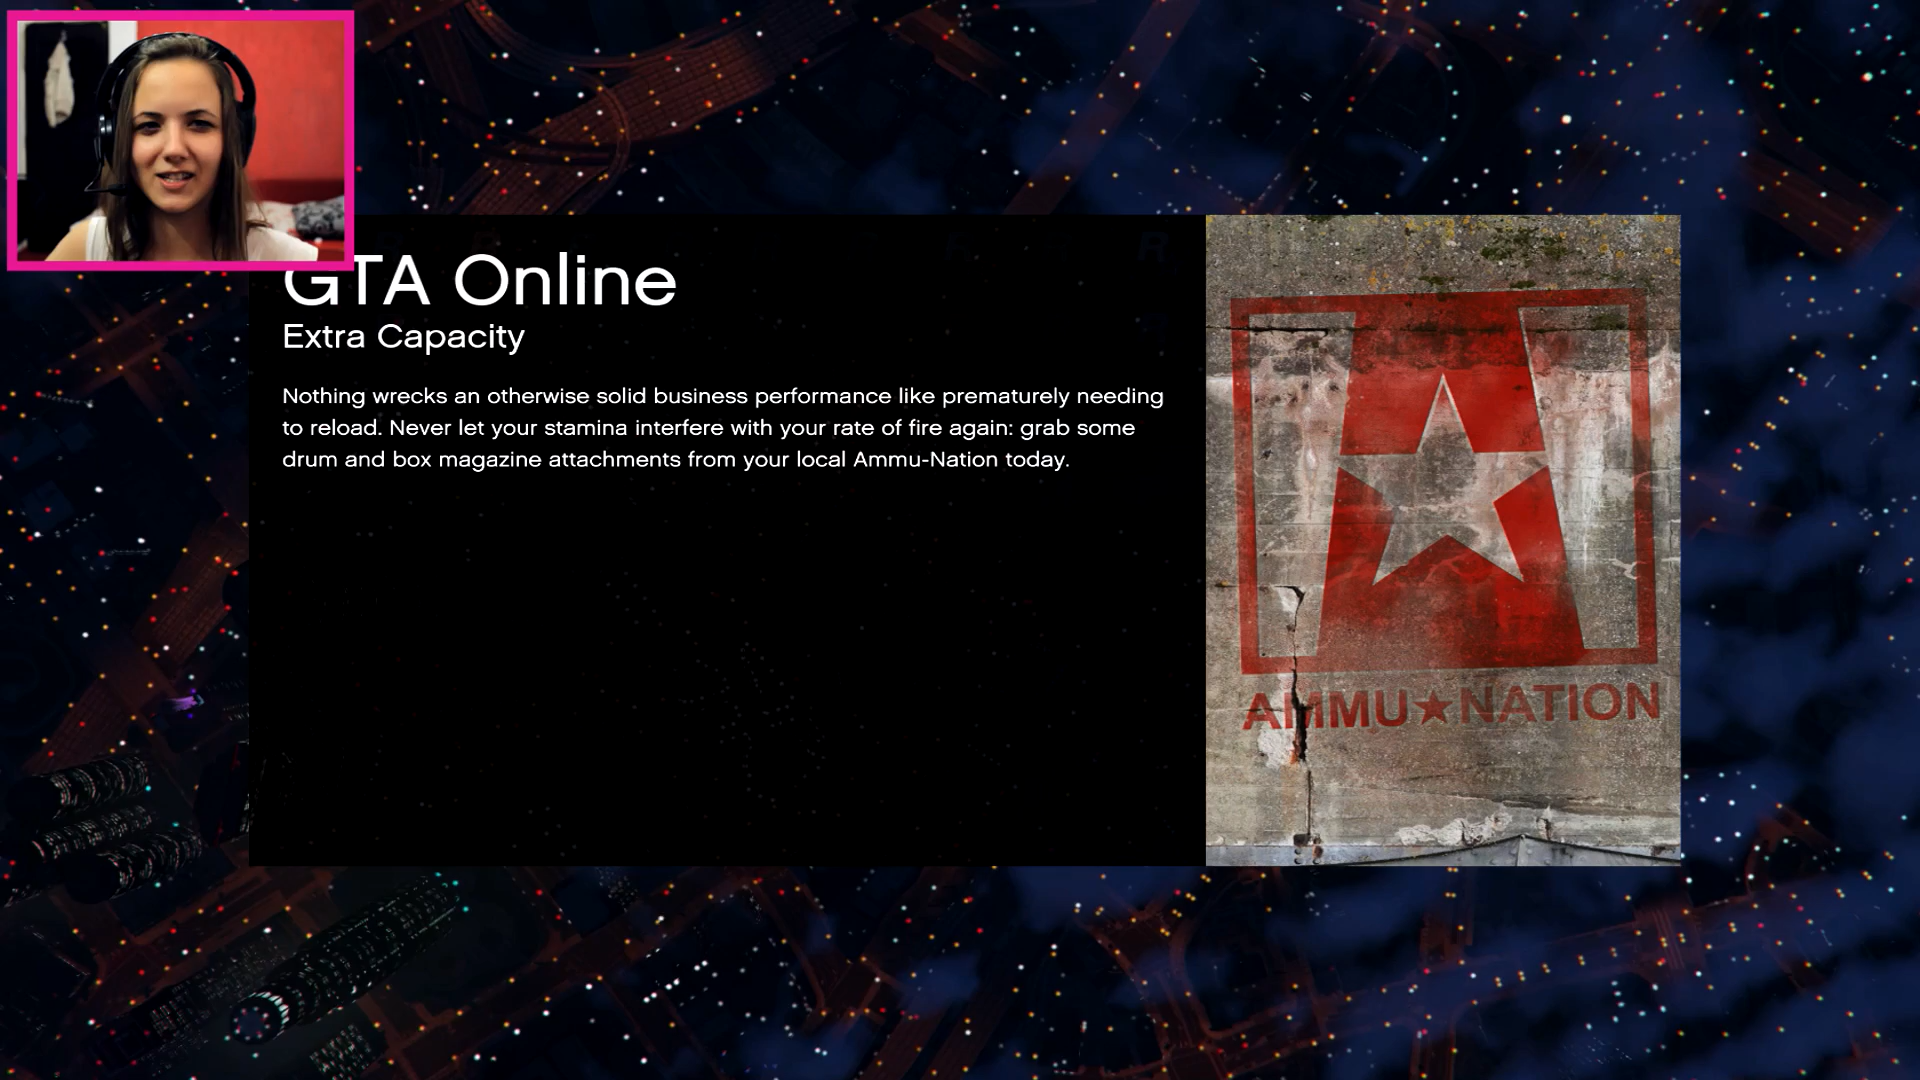 GTA Online
Extra Capacity
Nothing wrecks an otherwise solid business performance like prematurely needing
to reload. Never let your stamina interfere with your rate of fire again: grab some
drum and box magazine attachments from your local Ammu-Nation today.
AMMU★NATION